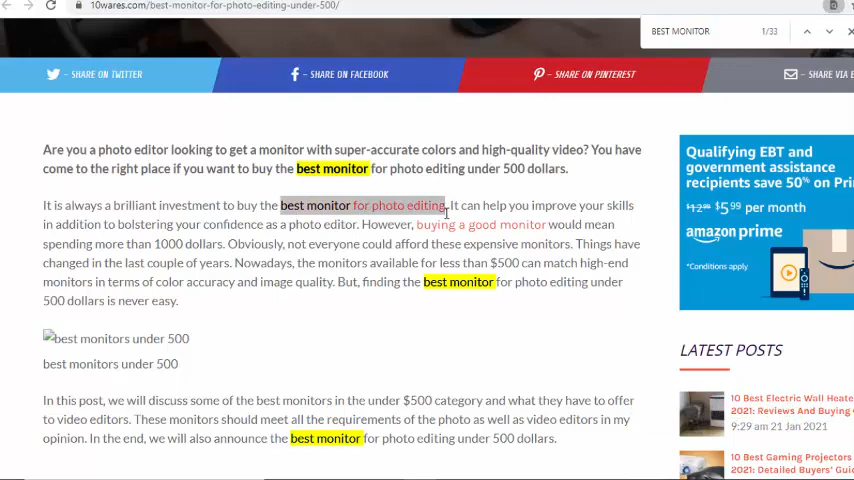 10wares.com/best-monitor-for-photo-editing-under-500/
BEST MONITOR 1/33
– SHARE ON TWITTER
– SHARE ON FACEBOOK
– SHARE ON PINTEREST
– SHARE VIA E
Are you a photo editor looking to get a monitor with super-accurate colors and high-quality video? You have
come to the right place if you want to buy the best monitor for photo editing under 500 dollars.
It is always a brilliant investment to buy the best monitor for photo editing. It can help you improve your skills
in addition to bolstering your confidence as a photo editor. However, buying a good monitor would mean
spending more than 1000 dollars. Obviously, not everyone could afford these expensive monitors. Things have
changed in the last couple of years. Nowadays, the monitors available for less than $500 can match high-end
monitors in terms of color accuracy and image quality. But, finding the best monitor for photo editing under
500 dollars is never easy.
best monitors under 500
best monitors under 500
In this post, we will discuss some of the best monitors in the under $500 category and what they have to offer
to video editors. These monitors should meet all the requirements of the photo as well as video editors in my
opinion. In the end, we will also announce the best monitor for photo editing under 500 dollars.
Qualifying EBT and
government assistance
recipients save 50% on Prim
$12.99 $5.99 per month
amazon prime
*Conditions apply
LATEST POSTS
10 Best Electric Wall Heate
2021: Reviews And Buying
9:29 am 21 Jan 2021
10 Best Gaming Projectors
2021: Detailed Buyers' Guid